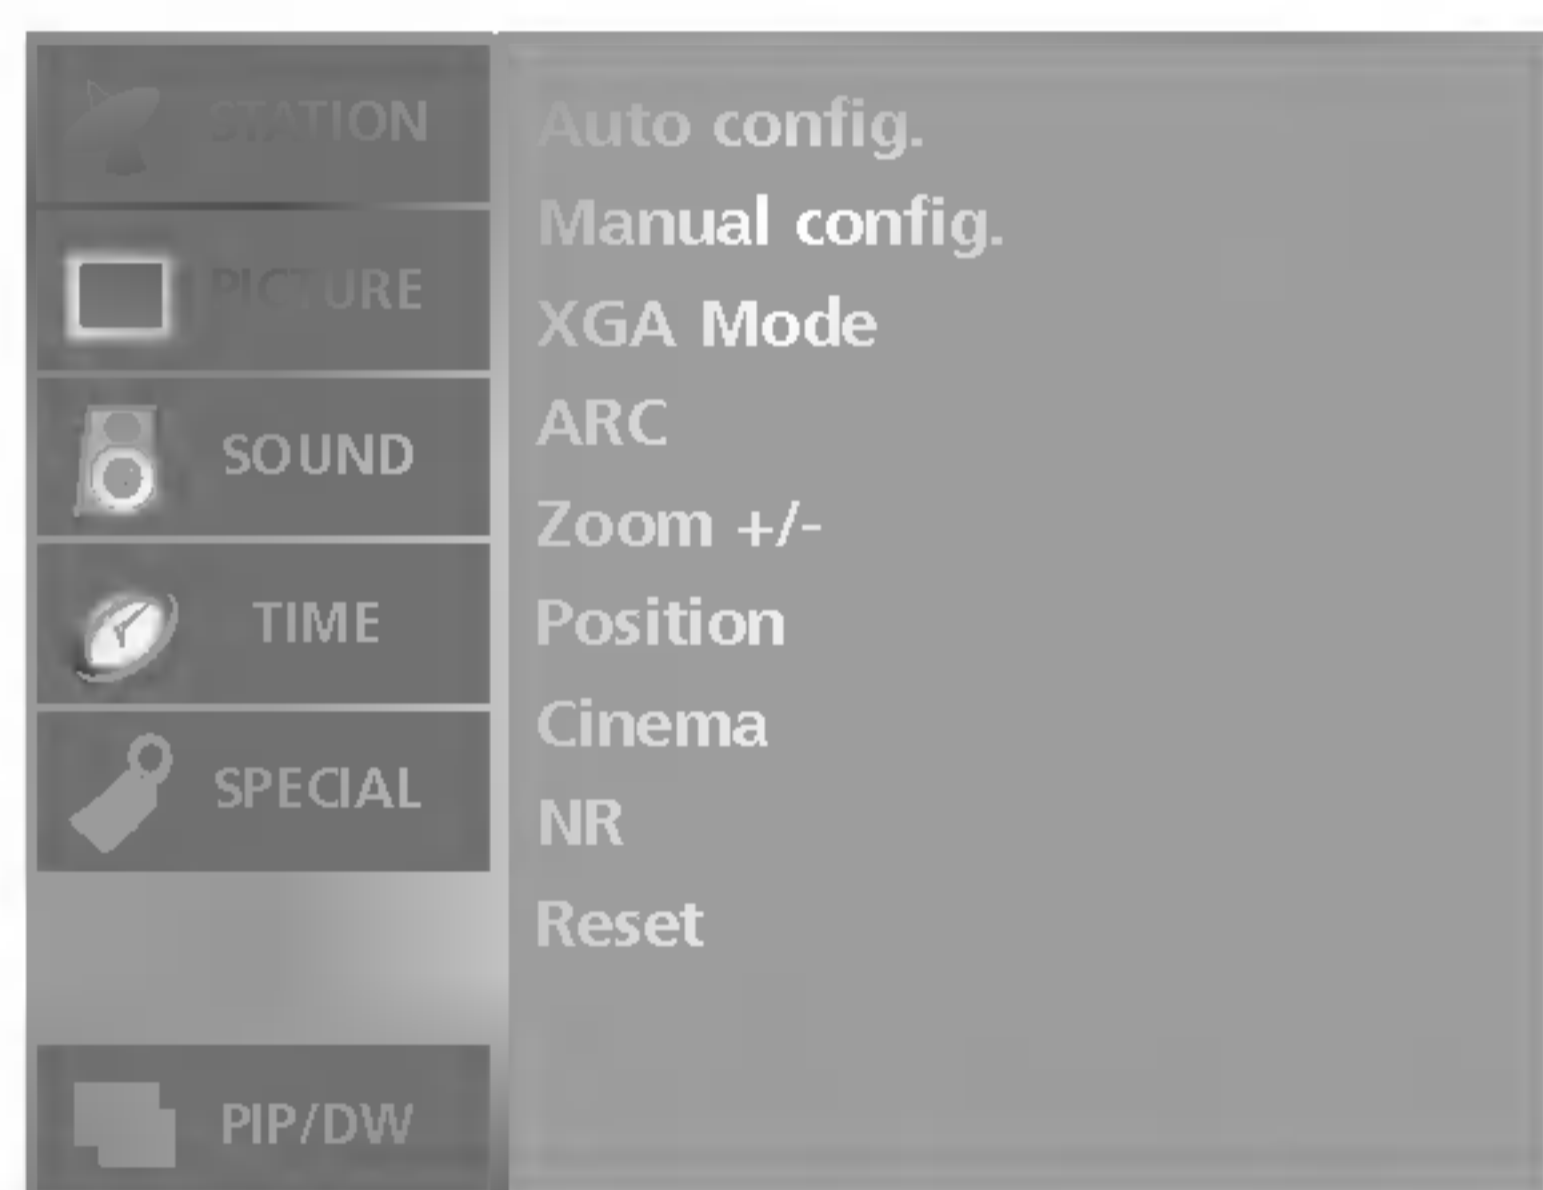 STATION
PICTURE
SOUND
TIME
SPECIAL
PIP/DW
Auto config.
Manual config.
XGA Mode
ARC
Zoom +/-
Position
Cinema
NR
Reset